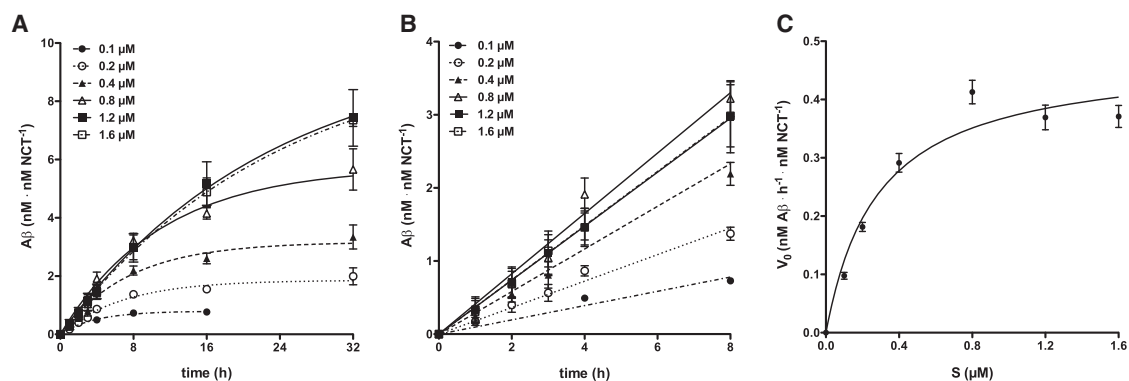 A
10
8
6
4
2
0
Aβ (nM · nM NCT⁻¹)
0.1 µM
0.2 µM
0.4 µM
0.8 µM
1.2 µM
1.6 µM
0 8 16 24 32
time (h)
B
4
3
2
1
0
Aβ (nM · nM NCT⁻¹)
0.1 µM
0.2 µM
0.4 µM
0.8 µM
1.2 µM
1.6 µM
0 2 4 6 8
time (h)
C
0.5
0.4
0.3
0.2
0.1
0.0
V₀ (nM Aβ · h⁻¹ · nM NCT⁻¹)
0.0 0.4 0.8 1.2 1.6
S (µM)